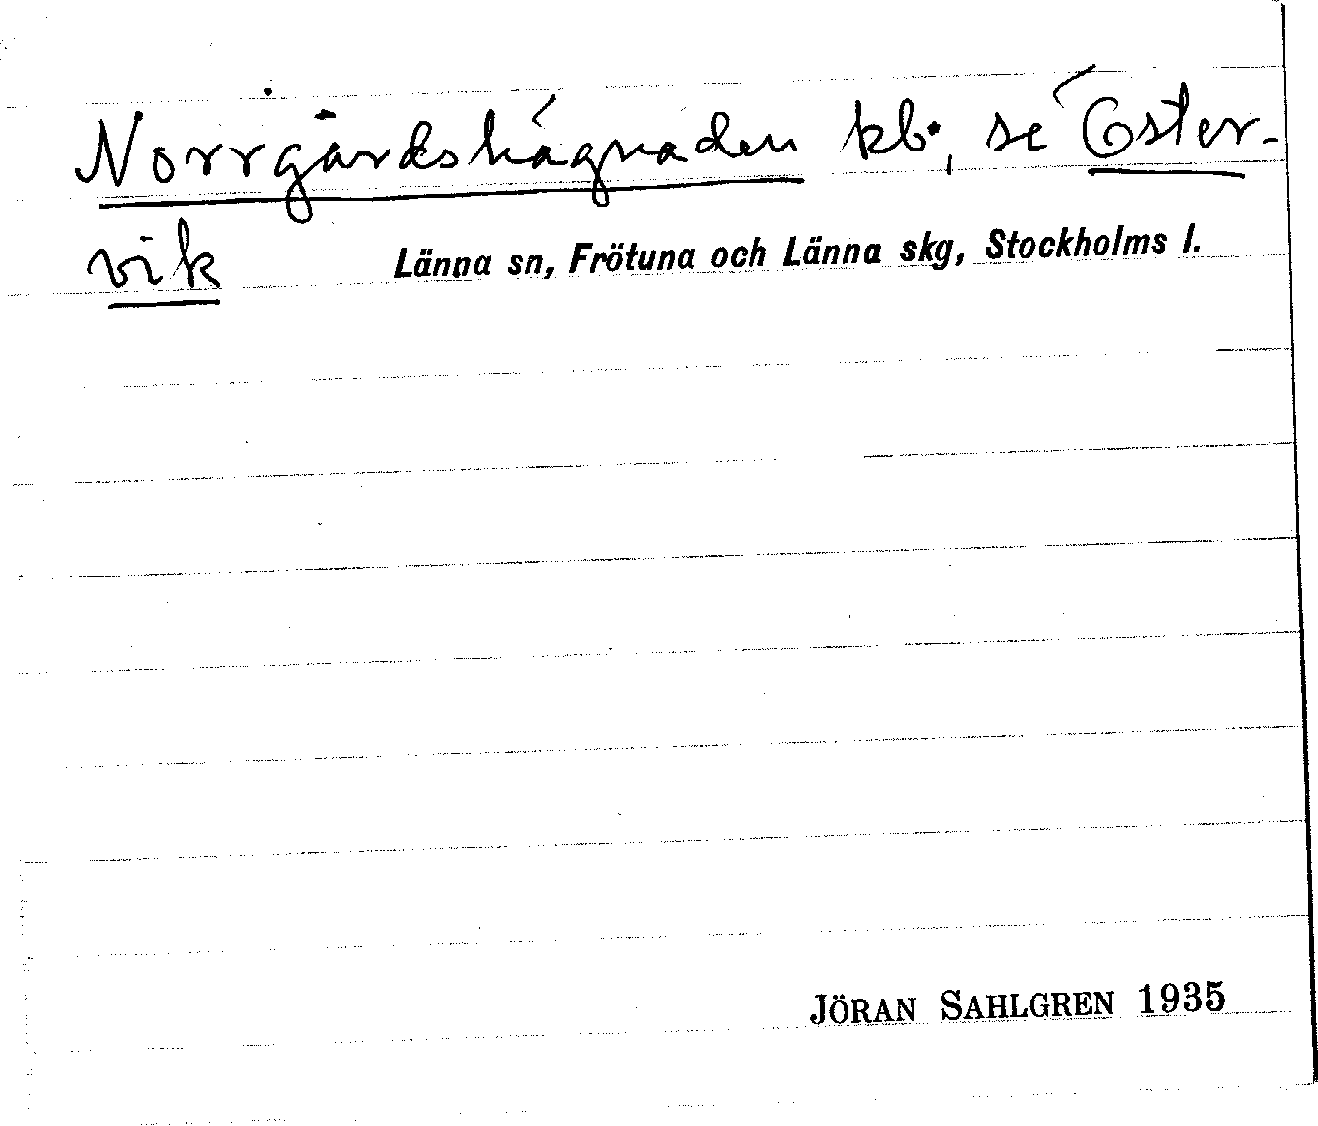 Norrgårdshägnaden kb., se Öster-
vik Länna sn, Frötuna och Länna skg, Stockholms l.
JÖRAN SAHLGREN 1935